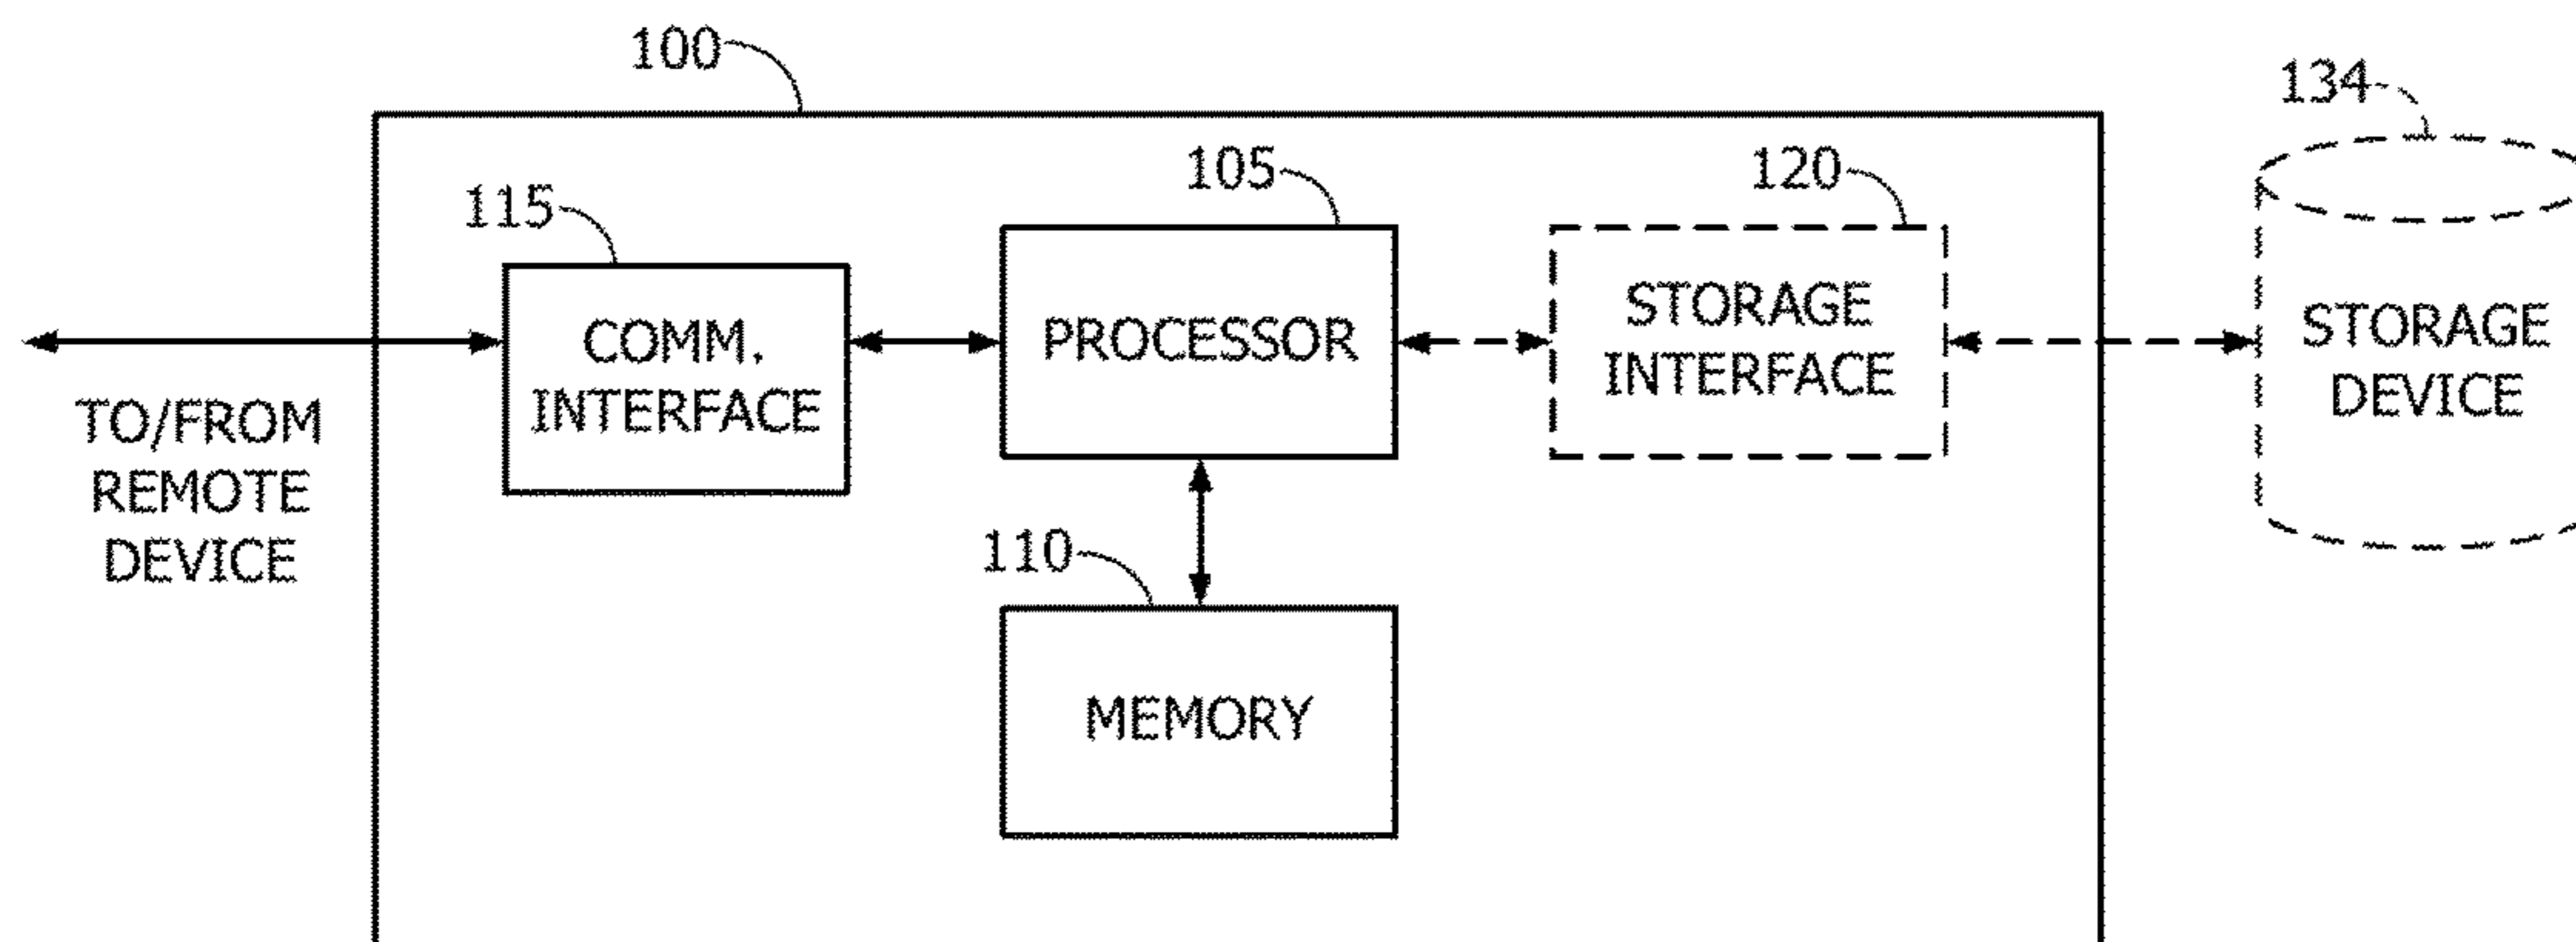 100
134
105
120
115
PROCESSOR
STORAGE
INTERFACE
COMM.
INTERFACE
STORAGE
DEVICE
TO/FROM
REMOTE
DEVICE
110
MEMORY